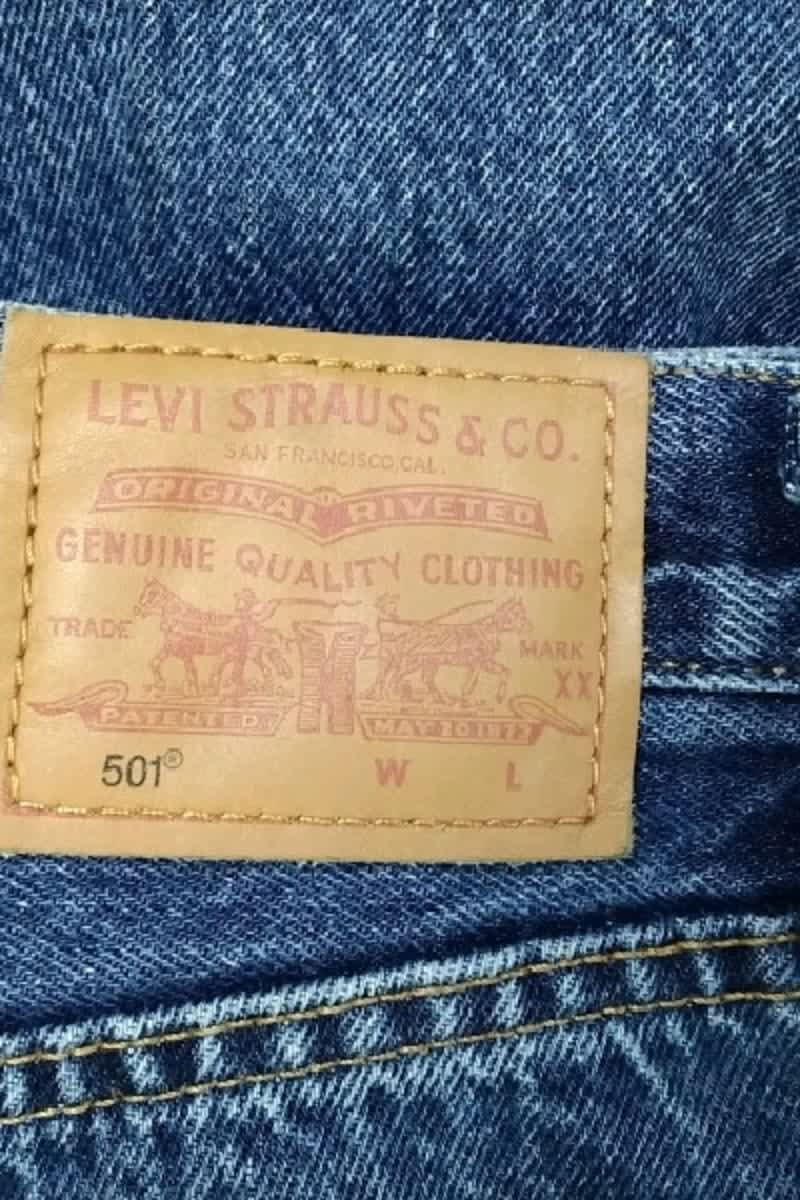 LEVI STRAUSS & CO.
SAN FRANCISCO, CAL.
ORIGINAL RIVETED
GENUINE QUALITY CLOTHING
TRADE MARK
XX
PATENTED MAY 20 1873
501® W L